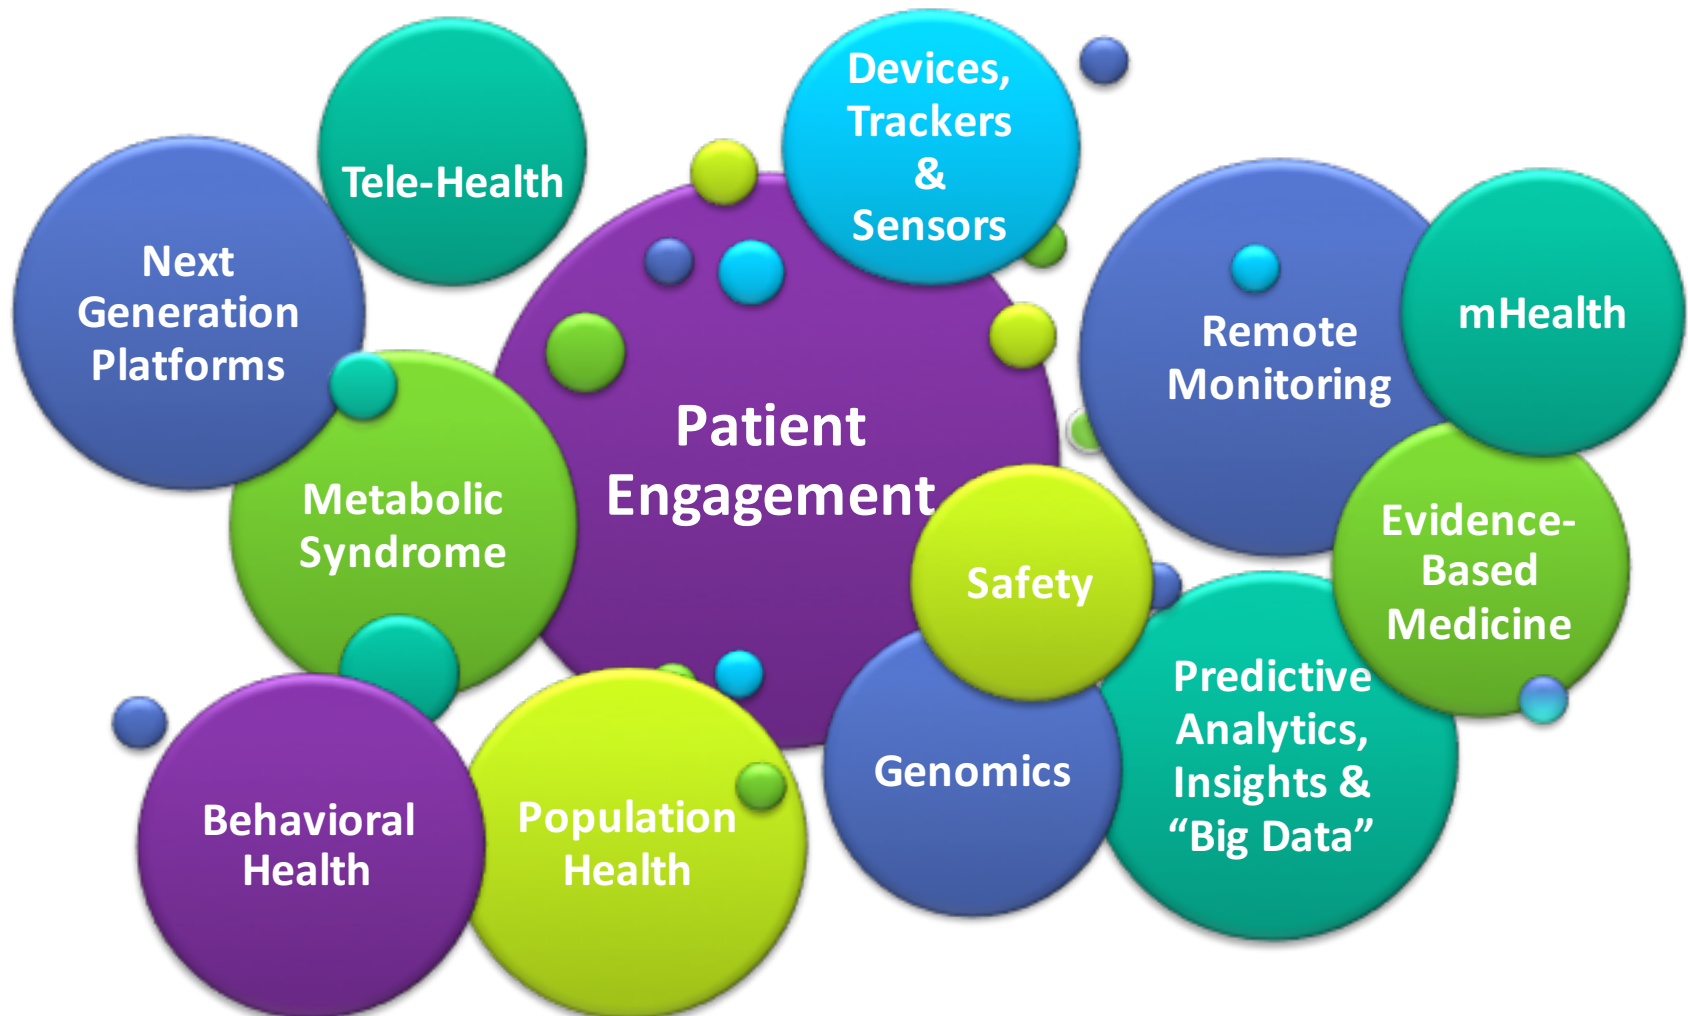 Tele-Health
Devices,
Trackers
&
Sensors
Next
Generation
Platforms
Remote
Monitoring
mHealth
Patient
Engagement
Metabolic
Syndrome
Safety
Evidence-
Based
Medicine
Behavioral
Health
Population
Health
Genomics
Predictive
Analytics,
Insights &
“Big Data”